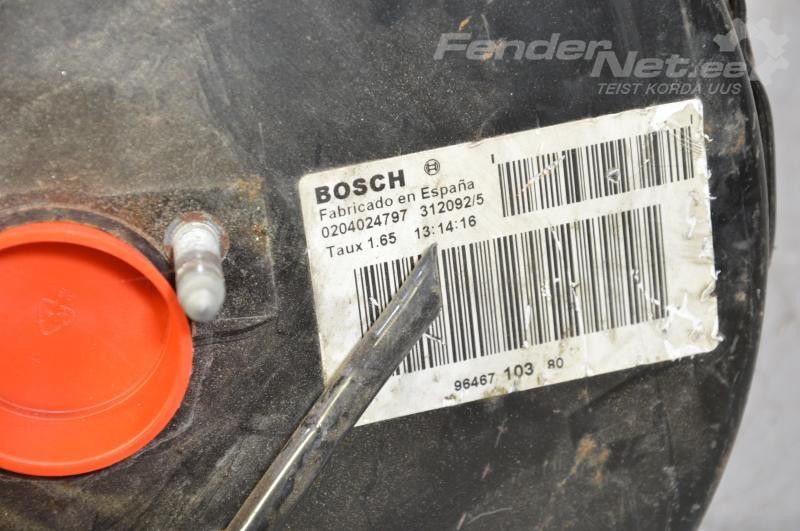 FenderNet.ee
TEIST KORDA UUS
BOSCH
Fabricado en España
0204024797 312092/5
Taux 1.65 13:14:16
96467 103 80